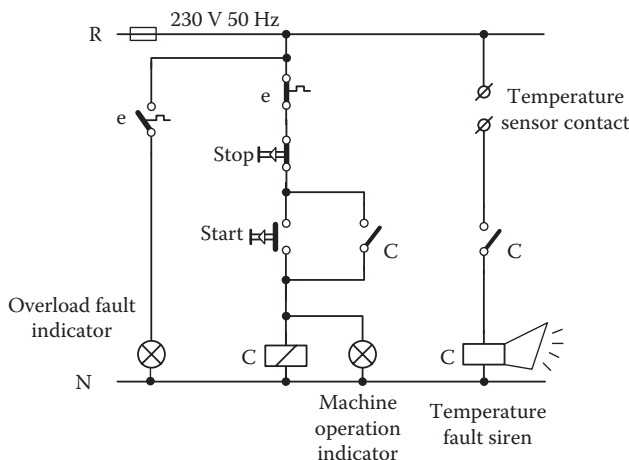 R
230 V 50 Hz
e
e
Temperature
sensor contact
Stop
Start
C
C
Overload fault
indicator
C
C
N
Machine
operation
indicator
Temperature
fault siren